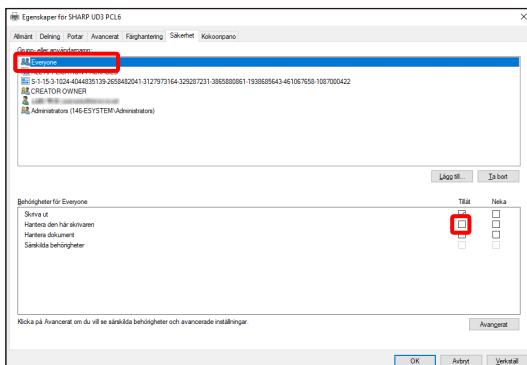 Egenskaper för SHARP UD3 PCL6
Allmänt Delning Portar Avancerat Färghantering Säkerhet Kokoonpano
Grupp- eller användarnamn:
Everyone
S-1-15-3-1024-4044835139-2658482041-3127973164-329287231-3865880861-1938685643-461067658-1087000422
CREATOR OWNER
Administrators (146-ESYSTEM\Administrators)
Lägg till... Ta bort
Behörigheter för Everyone Tillåt Neka
Skriva ut
Hantera den här skrivaren
Hantera dokument
Särskilda behörigheter
Klicka på Avancerat om du vill se särskilda behörigheter och avancerade inställningar.
Avancerat
OK Avbryt Verkställ